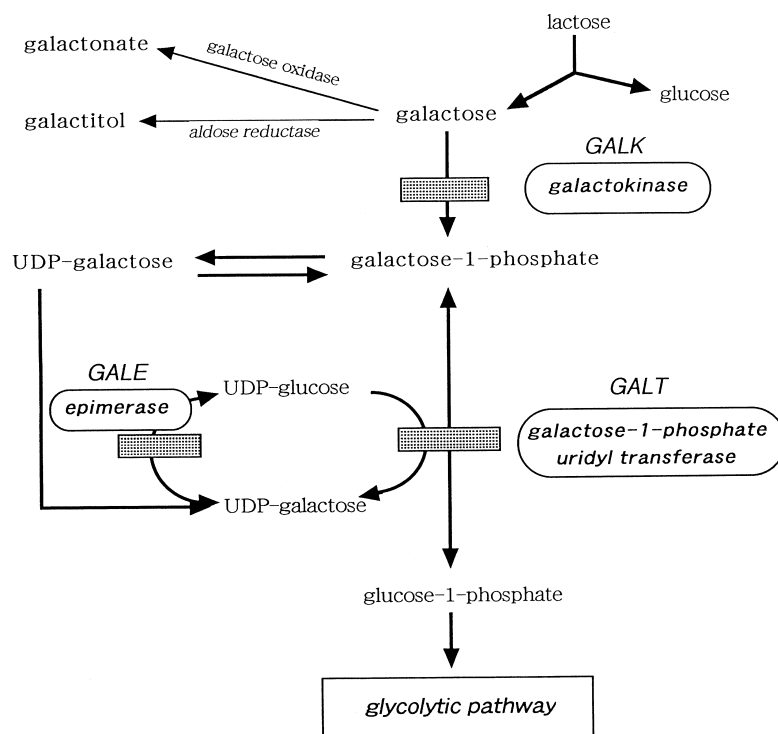 lactose
galactonate
galactose oxidase
glucose
galactitol
aldose reductase
galactose
GALK
galactokinase
UDP-galactose
galactose-1-phosphate
GALE
epimerase
UDP-glucose
GALT
galactose-1-phosphate
uridyl transferase
UDP-galactose
glucose-1-phosphate
glycolytic pathway